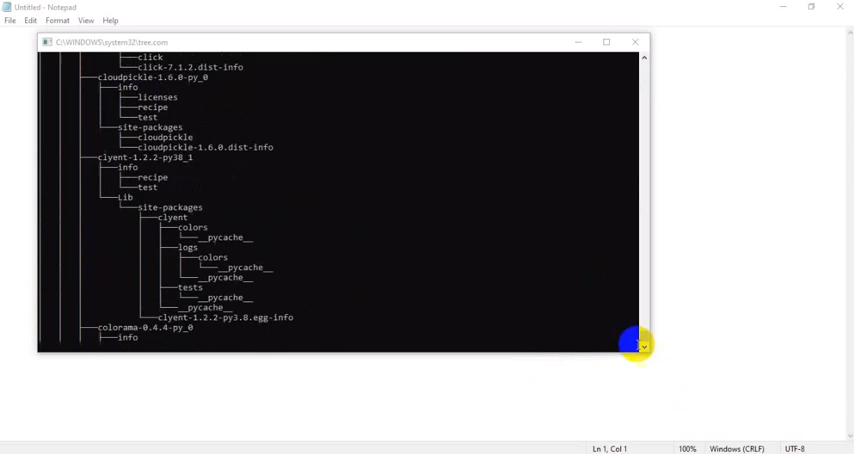 Untitled - Notepad
File Edit Format View Help
C:\WINDOWS\system32\tree.com
click
click-7.1.2.dist-info
cloudpickle-1.6.0-py_0
info
licenses
recipe
test
site-packages
cloudpickle
cloudpickle-1.6.0.dist-info
clyent-1.2.2-py38_1
info
recipe
test
Lib
site-packages
clyent
colors
__pycache__
logs
colors
__pycache__
__pycache__
tests
__pycache__
__pycache__
clyent-1.2.2-py3.8.egg-info
colorama-0.4.4-py_0
info
Ln 1, Col 1 100% Windows (CRLF) UTF-8